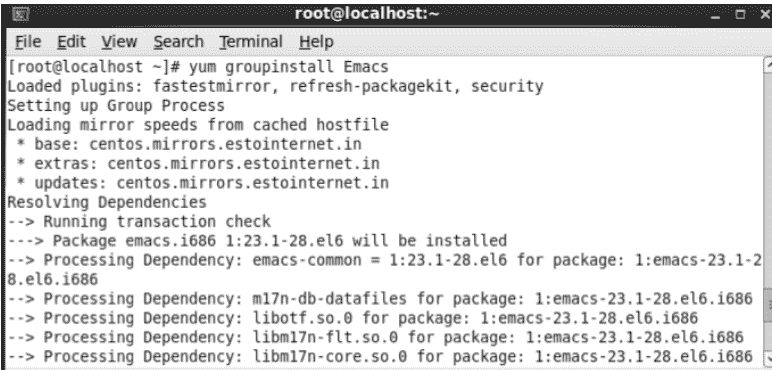 root@localhost:~
File Edit View Search Terminal Help
[root@localhost ~]# yum groupinstall Emacs
Loaded plugins: fastestmirror, refresh-packagekit, security
Setting up Group Process
Loading mirror speeds from cached hostfile
 * base: centos.mirrors.estointernet.in
 * extras: centos.mirrors.estointernet.in
 * updates: centos.mirrors.estointernet.in
Resolving Dependencies
--> Running transaction check
---> Package emacs.i686 1:23.1-28.el6 will be installed
--> Processing Dependency: emacs-common = 1:23.1-28.el6 for package: 1:emacs-23.1-2
8.el6.i686
--> Processing Dependency: m17n-db-datafiles for package: 1:emacs-23.1-28.el6.i686
--> Processing Dependency: libotf.so.0 for package: 1:emacs-23.1-28.el6.i686
--> Processing Dependency: libm17n-flt.so.0 for package: 1:emacs-23.1-28.el6.i686
--> Processing Dependency: libm17n-core.so.0 for package: 1:emacs-23.1-28.el6.i686